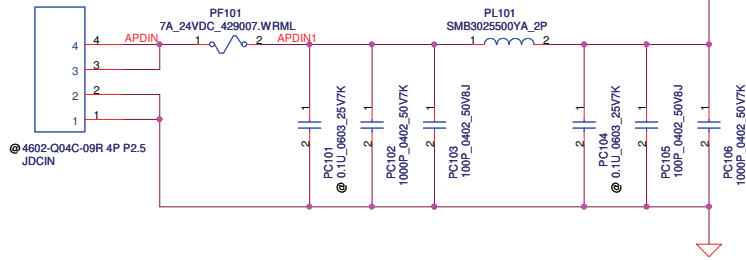 PF101
7A_24VDC_429007.WRML
PL101
SMB3025500YA_2P
4 4 APDIN 1 2 APDIN1 1 2
3 3
2 2
1 1
@ 4602-Q04C-09R 4P P2.5
JDCIN
1 2 PC101
@ 0.1U_0603_25V7K
1 2 PC102
1000P_0402_50V7K
1 2 PC103
100P_0402_50V8J
1 2 PC104
@ 0.1U_0603_25V7K
1 2 PC105
100P_0402_50V8J
1 2 PC106
1000P_0402_50V7K